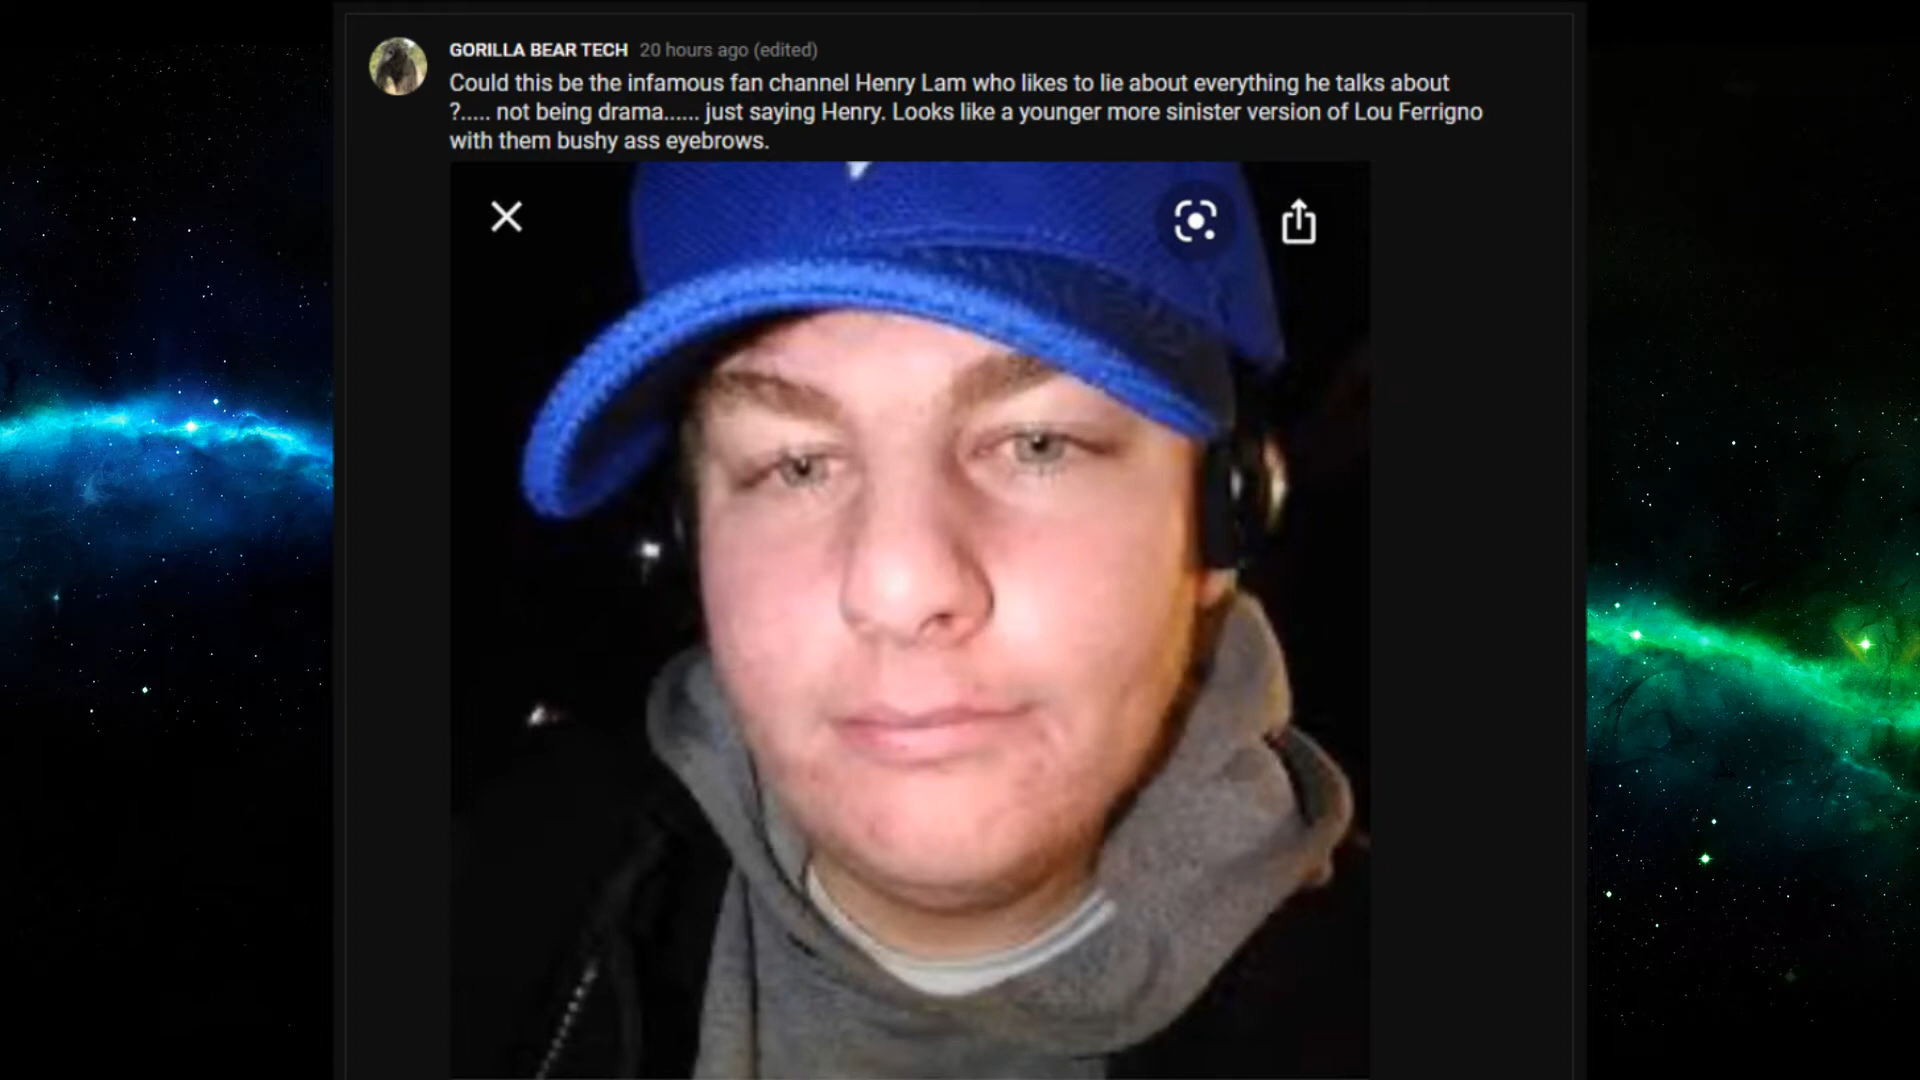 GORILLA BEAR TECH 20 hours ago (edited)
Could this be the infamous fan channel Henry Lam who likes to lie about everything he talks about
?..... not being drama...... just saying Henry. Looks like a younger more sinister version of Lou Ferrigno
with them bushy ass eyebrows.